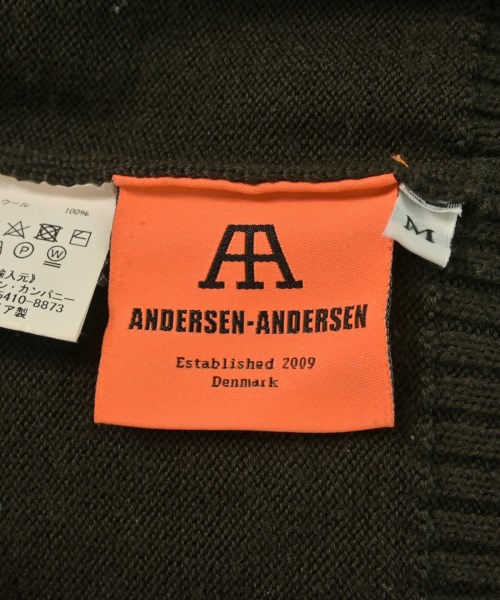 ウール 100%
輸入元》
ン・カンパニー
5410-8873
ア製
AA
ANDERSEN-ANDERSEN
Established 2009
Denmark
M